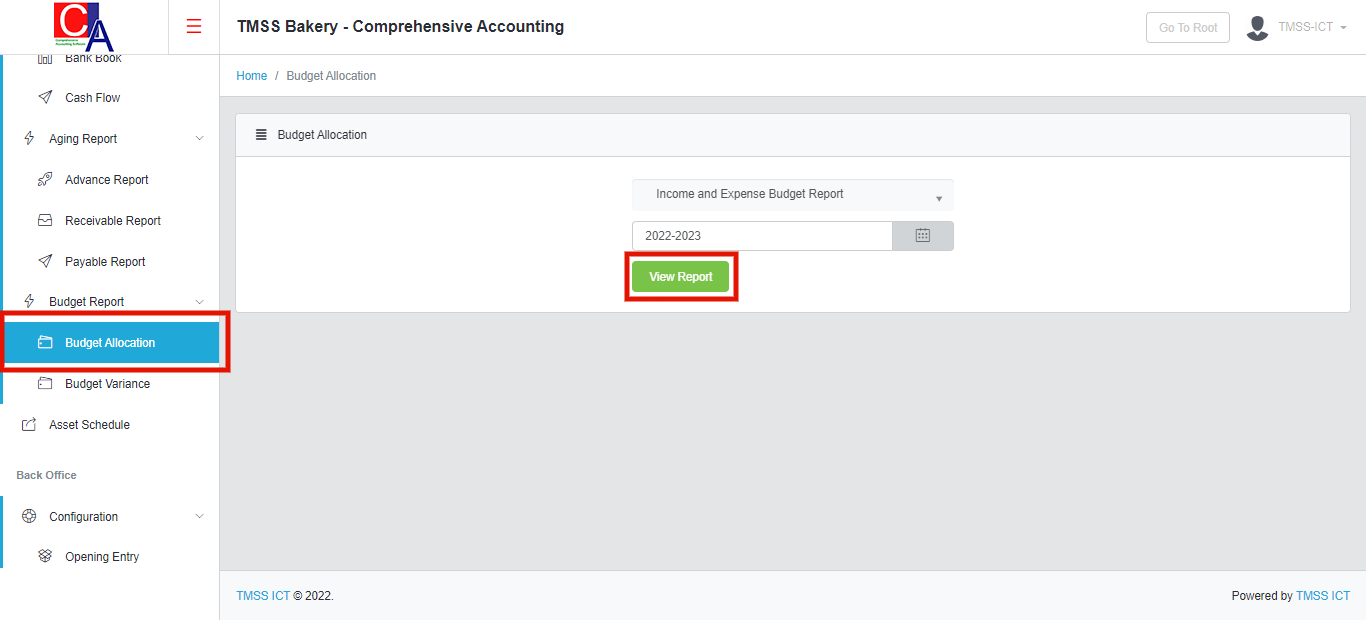 CA
Comprehensive
Accounting Software
TMSS Bakery - Comprehensive Accounting
Go To Root
TMSS-ICT
Bank Book
Cash Flow
Aging Report
Advance Report
Receivable Report
Payable Report
Budget Report
Budget Allocation
Budget Variance
Asset Schedule
Back Office
Configuration
Opening Entry
Home / Budget Allocation
Budget Allocation
Income and Expense Budget Report
2022-2023
View Report
TMSS ICT © 2022.
Powered by TMSS ICT